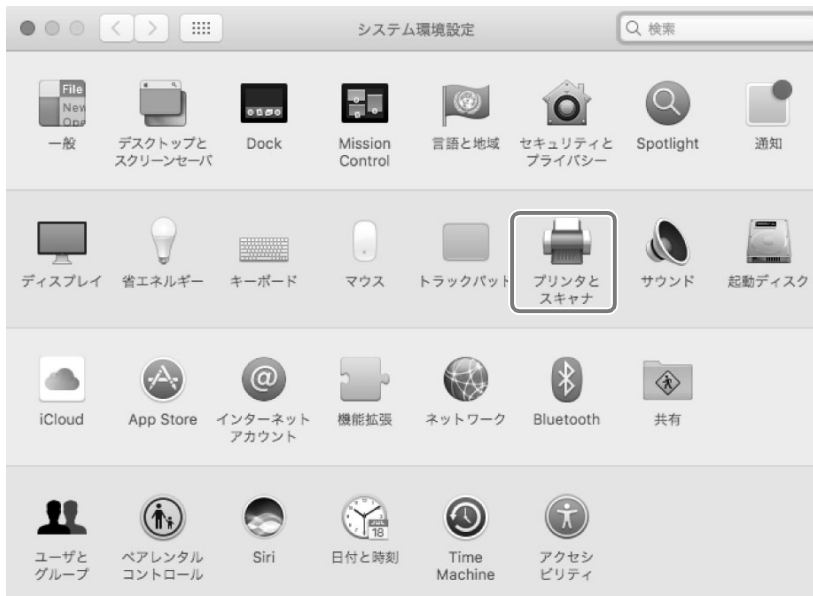 システム環境設定
検索
File
New
Ope
一般
デスクトップと
スクリーンセーバ
Dock
Mission
Control
言語と地域
セキュリティと
プライバシー
Spotlight
通知
ディスプレイ
省エネルギー
キーボード
マウス
トラックパッド
プリンタと
スキャナ
サウンド
起動ディスク
iCloud
App Store
@
インターネット
アカウント
機能拡張
ネットワーク
Bluetooth
共有
ユーザと
グループ
ペアレンタル
コントロール
Siri
JUL
18
日付と時刻
Time
Machine
アクセシ
ビリティ